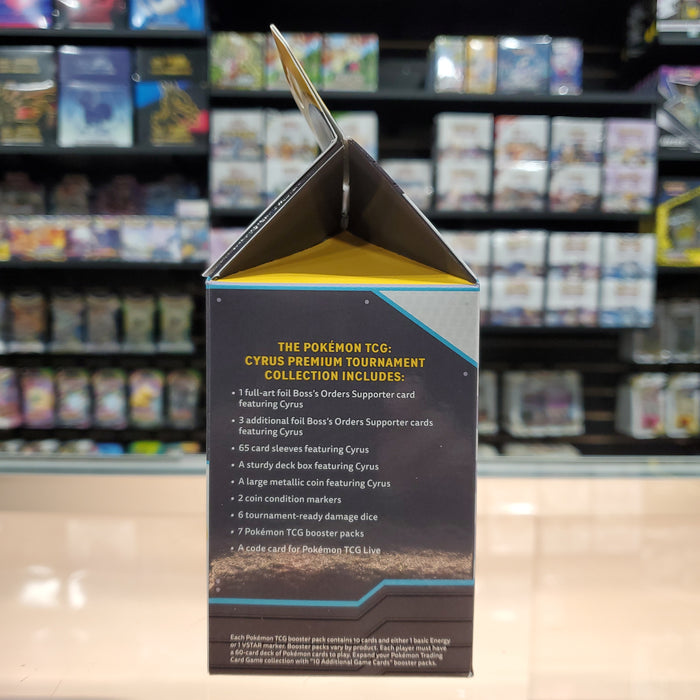 THE POKÉMON TCG:
CYRUS PREMIUM TOURNAMENT
COLLECTION INCLUDES:
• 1 full-art foil Boss's Orders Supporter card
featuring Cyrus
• 3 additional foil Boss's Orders Supporter cards
featuring Cyrus
• 65 card sleeves featuring Cyrus
• A sturdy deck box featuring Cyrus
• A large metallic coin featuring Cyrus
• 2 coin condition markers
• 6 tournament-ready damage dice
• 7 Pokémon TCG booster packs
• A code card for Pokémon TCG Live
Each Pokémon TCG booster pack contains 10 cards and either 1 basic Energy
or 1 VSTAR marker. Booster packs vary by product. Each player must have
a 60-card deck of Pokémon cards to play. Expand your Pokémon Trading
Card Game collection with "10 Additional Game Cards" booster packs.